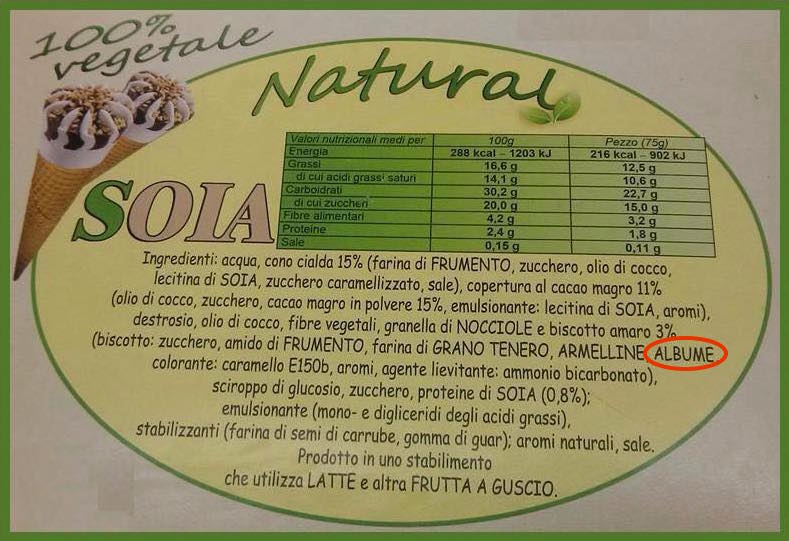 100%
vegetale
Natural
SOIA
Valori nutrizionali medi per 100g Pezzo (75g)
Energia 288 kcal – 1203 kJ 216 kcal – 902 kJ
Grassi 16,6 g 12,5 g
di cui acidi grassi saturi 14,1 g 10,6 g
Carboidrati 30,2 g 22,7 g
di cui zuccheri 20,0 g 15,0 g
Fibre alimentari 4,2 g 3,2 g
Proteine 2,4 g 1,8 g
Sale 0,15 g 0,11 g
Ingredienti: acqua, cono cialda 15% (farina di FRUMENTO, zucchero, olio di cocco,
lecitina di SOIA, zucchero caramellizzato, sale), copertura al cacao magro 11%
(olio di cocco, zucchero, cacao magro in polvere 15%, emulsionante: lecitina di SOIA, aromi),
destrosio, olio di cocco, fibre vegetali, granella di NOCCIOLE e biscotto amaro 3%
(biscotto: zucchero, amido di FRUMENTO, farina di GRANO TENERO, ARMELLINE, ALBUME,
colorante: caramello E150b, aromi, agente lievitante: ammonio bicarbonato),
sciroppo di glucosio, zucchero, proteine di SOIA (0,8%);
emulsionante (mono- e digliceridi degli acidi grassi),
stabilizzanti (farina di semi di carrube, gomma di guar); aromi naturali, sale.
Prodotto in uno stabilimento
che utilizza LATTE e altra FRUTTA A GUSCIO.